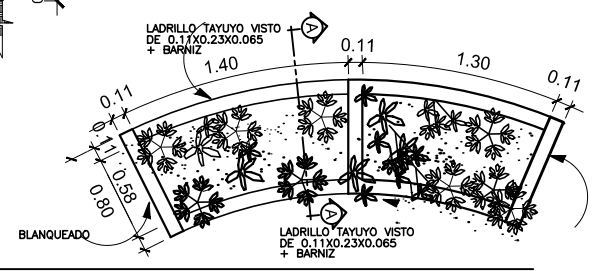 LADRILLO TAYUYO VISTO
DE 0.11X0.23X0.065
+ BARNIZ
A
0.11
1.40
1.30
0.11
0.11
0.11
0.58
0.80
BLANQUEADO
A
LADRILLO TAYUYO VISTO
DE 0.11X0.23X0.065
+ BARNIZ